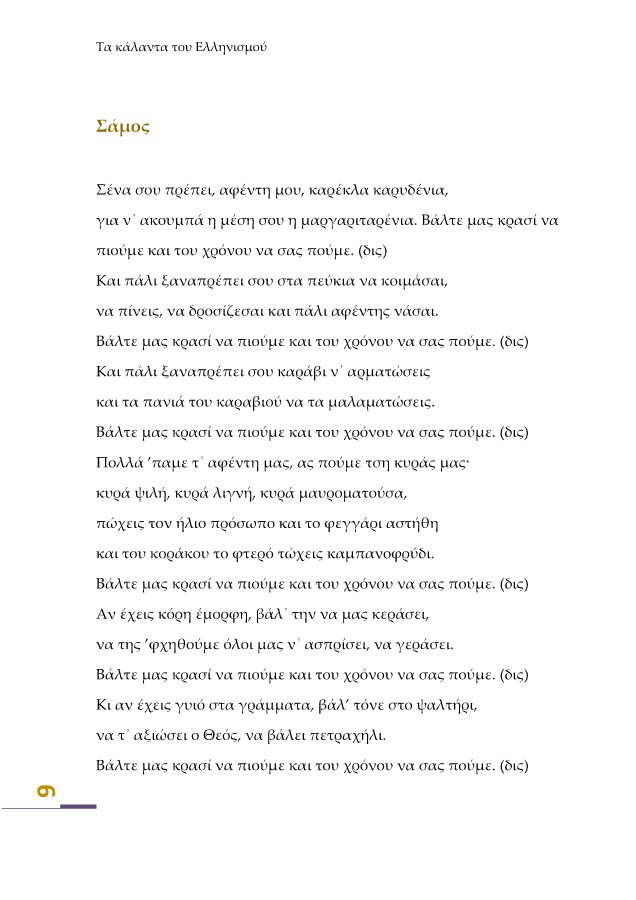 Τα κάλαντα του Ελληνισμού
Σάμος
Σένα σου πρέπει, αφέντη μου, καρέκλα καρυδένια,
για ν᾿ ακουμπά η μέση σου η μαργαριταρένια. Βάλτε μας κρασί να
πιούμε και του χρόνου να σας πούμε. (δις)
Και πάλι ξαναπρέπει σου στα πεύκια να κοιμάσαι,
να πίνεις, να δροσίζεσαι και πάλι αφέντης νάσαι.
Βάλτε μας κρασί να πιούμε και του χρόνου να σας πούμε. (δις)
Και πάλι ξαναπρέπει σου καράβι ν᾿ αρματώσεις
και τα πανιά του καραβιού να τα μαλαματώσεις.
Βάλτε μας κρασί να πιούμε και του χρόνου να σας πούμε. (δις)
Πολλά ’παμε τ᾿ αφέντη μας, ας πούμε τση κυράς μας·
κυρά ψιλή, κυρά λιγνή, κυρά μαυροματούσα,
πώχεις τον ήλιο πρόσωπο και το φεγγάρι αστήθη
και του κοράκου το φτερό τώχεις καμπανοφρύδι.
Βάλτε μας κρασί να πιούμε και του χρόνου να σας πούμε. (δις)
Αν έχεις κόρη έμορφη, βάλ᾿ την να μας κεράσει,
να της ’φχηθούμε όλοι μας ν᾿ ασπρίσει, να γεράσει.
Βάλτε μας κρασί να πιούμε και του χρόνου να σας πούμε. (δις)
Κι αν έχεις γυιό στα γράμματα, βάλ’ τόνε στο ψαλτήρι,
να τ᾿ αξιώσει ο Θεός, να βάλει πετραχήλι.
Βάλτε μας κρασί να πιούμε και του χρόνου να σας πούμε. (δις)
9